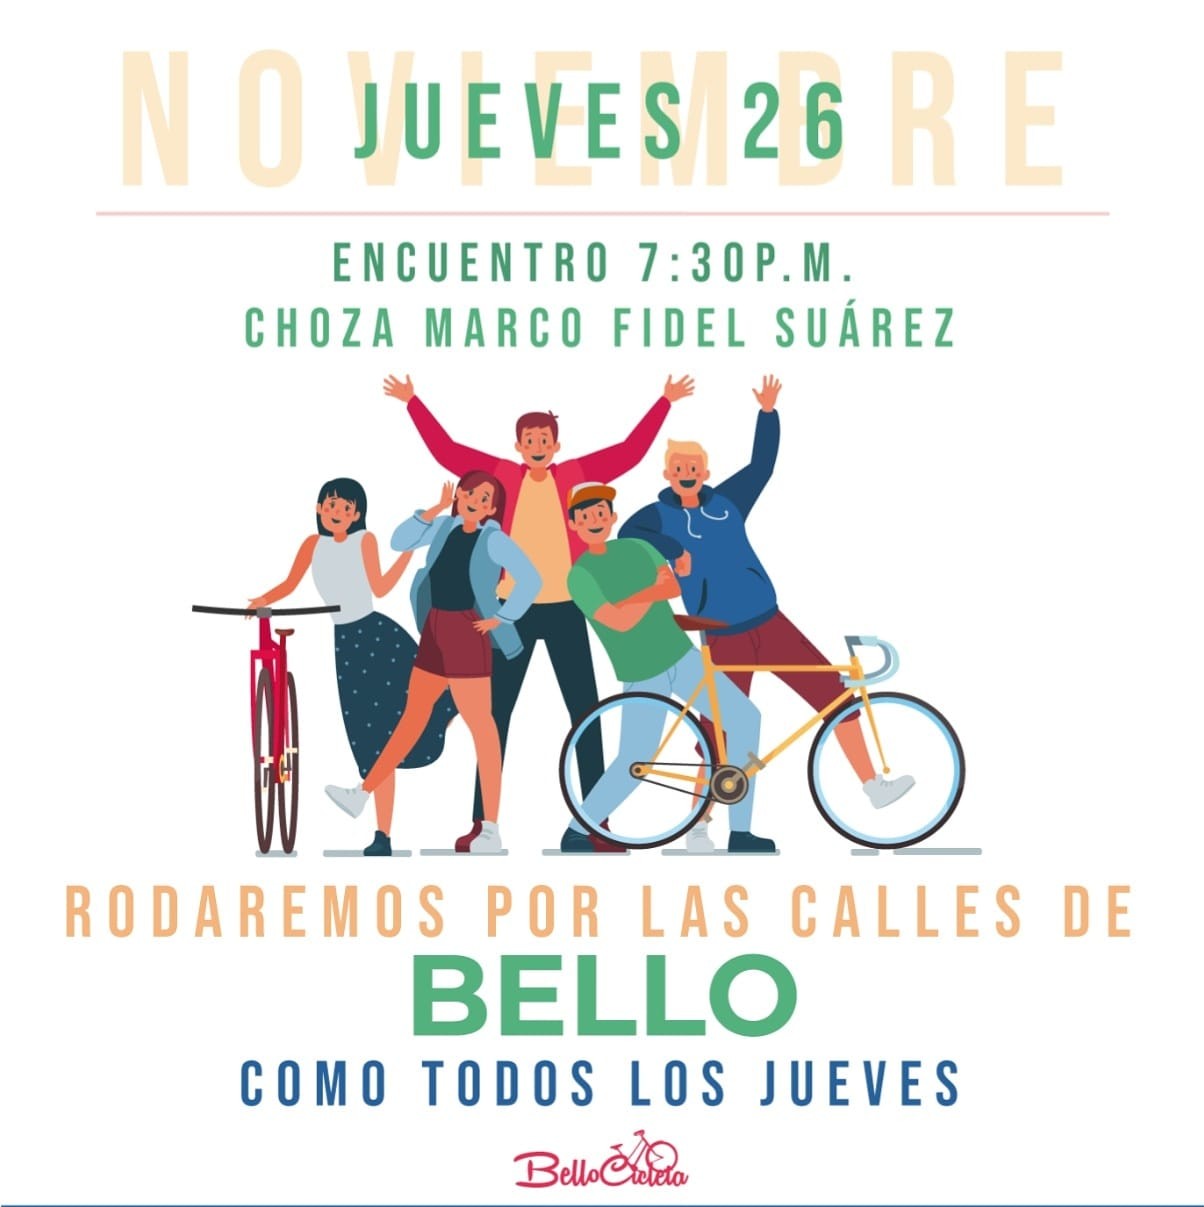 NOVIEMBRE
JUEVES 26
ENCUENTRO 7:30P.M.
CHOZA MARCO FIDEL SUÁREZ
RODAREMOS POR LAS CALLES DE
BELLO
COMO TODOS LOS JUEVES
BelloCicleta